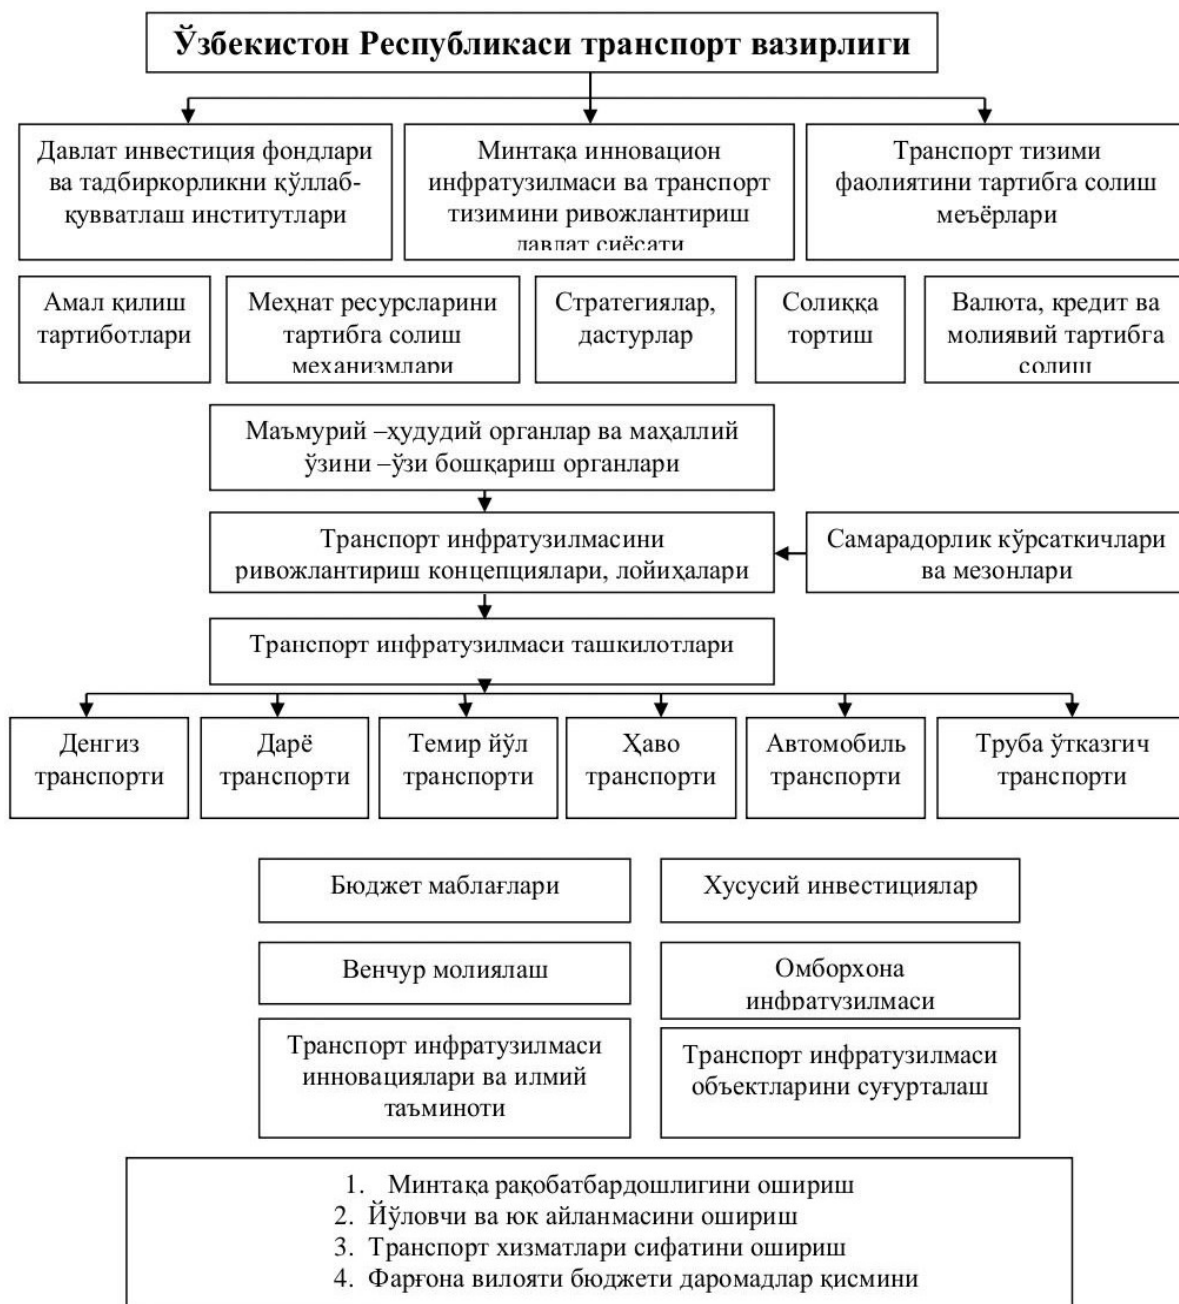 Ўзбекистон Республикаси транспорт вазирлиги
Давлат инвестиция фондлари
ва тадбиркорликни қўллаб-
қувватлаш институтлари
Минтақа инновацион
инфратузилмаси ва транспорт
тизимини ривожлантириш
давлат сиёсати
Транспорт тизими
фаолиятини тартибга солиш
меъёрлари
Амал қилиш
тартиботлари
Меҳнат ресурсларини
тартибга солиш
механизмлари
Стратегиялар,
дастурлар
Солиққа
тортиш
Валюта, кредит ва
молиявий тартибга
солиш
Маъмурий –ҳудудий органлар ва маҳаллий
ўзини –ўзи бошқариш органлари
Транспорт инфратузилмасини
ривожлантириш концепциялари, лойиҳалари
Самарадорлик кўрсаткичлари
ва мезонлари
Транспорт инфратузилмаси ташкилотлари
Денгиз
транспорти
Дарё
транспорти
Темир йўл
транспорти
Ҳаво
транспорти
Автомобиль
транспорти
Труба ўтказгич
транспорти
Бюджет маблағлари
Хусусий инвестициялар
Венчур молиялаш
Омборхона
инфратузилмаси
Транспорт инфратузилмаси
инновациялари ва илмий
таъминоти
Транспорт инфратузилмаси
объектларини суғурталаш
1. Минтақа рақобатбардошлигини ошириш
2. Йўловчи ва юк айланмасини ошириш
3. Транспорт хизматлари сифатини ошириш
4. Фарғона вилояти бюджети даромадлар қисмини